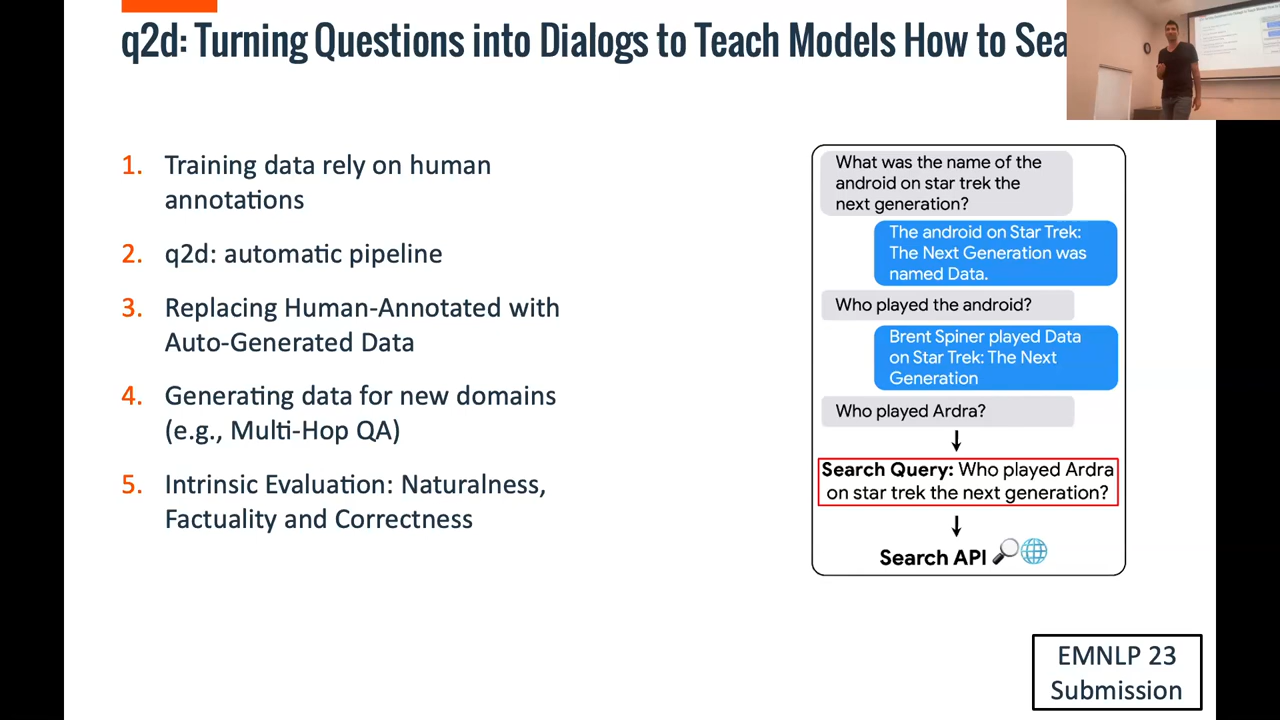 q2d: Turning Questions into Dialogs to Teach Models How to Sea
1. Training data rely on human
annotations
2. q2d: automatic pipeline
3. Replacing Human-Annotated with
Auto-Generated Data
4. Generating data for new domains
(e.g., Multi-Hop QA)
5. Intrinsic Evaluation: Naturalness,
Factuality and Correctness
What was the name of the
android on star trek the
next generation?
The android on Star Trek:
The Next Generation was
named Data.
Who played the android?
Brent Spiner played Data
on Star Trek: The Next
Generation
Who played Ardra?
Search Query: Who played Ardra
on star trek the next generation?
Search API
EMNLP 23
Submission